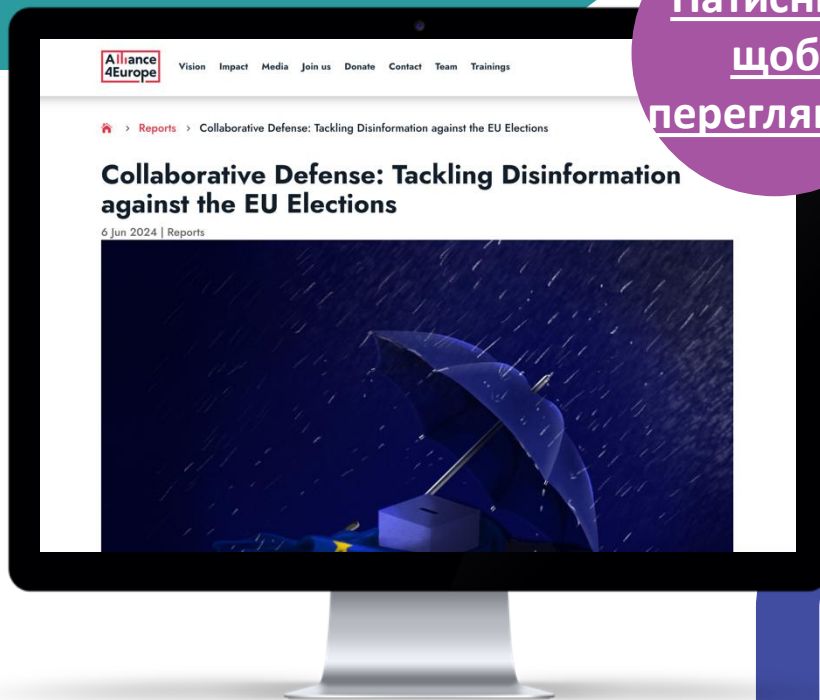 Alliance
4Europe
Vision Impact Media Join us Donate Contact Team Trainings
> Reports > Collaborative Defense: Tackling Disinformation against the EU Elections
Collaborative Defense: Tackling Disinformation
against the EU Elections
6 Jun 2024 | Reports
щоб